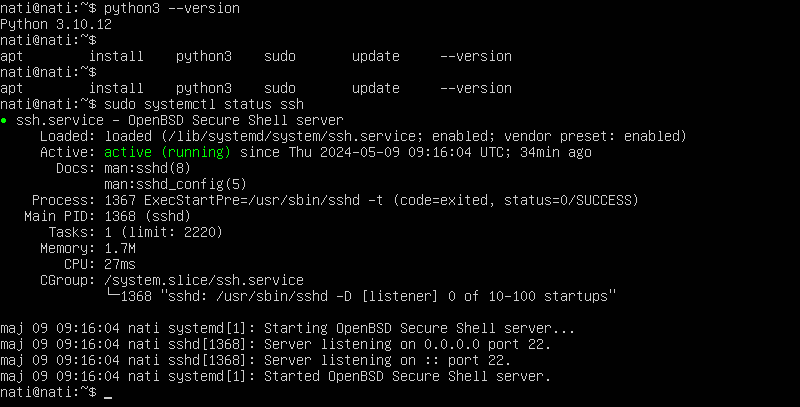 nati@nati:~$ python3 --version
Python 3.10.12
nati@nati:~$
apt        install    python3    sudo       update     --version
nati@nati:~$
apt        install    python3    sudo       update     --version
nati@nati:~$ sudo systemctl status ssh
● ssh.service - OpenBSD Secure Shell server
     Loaded: loaded (/lib/systemd/system/ssh.service; enabled; vendor preset: enabled)
     Active: active (running) since Thu 2024-05-09 09:16:04 UTC; 34min ago
       Docs: man:sshd(8)
             man:sshd_config(5)
    Process: 1367 ExecStartPre=/usr/sbin/sshd -t (code=exited, status=0/SUCCESS)
   Main PID: 1368 (sshd)
      Tasks: 1 (limit: 2220)
     Memory: 1.7M
        CPU: 27ms
     CGroup: /system.slice/ssh.service
             └─1368 "sshd: /usr/sbin/sshd -D [listener] 0 of 10-100 startups"

maj 09 09:16:04 nati systemd[1]: Starting OpenBSD Secure Shell server...
maj 09 09:16:04 nati sshd[1368]: Server listening on 0.0.0.0 port 22.
maj 09 09:16:04 nati sshd[1368]: Server listening on :: port 22.
maj 09 09:16:04 nati systemd[1]: Started OpenBSD Secure Shell server.
nati@nati:~$ _